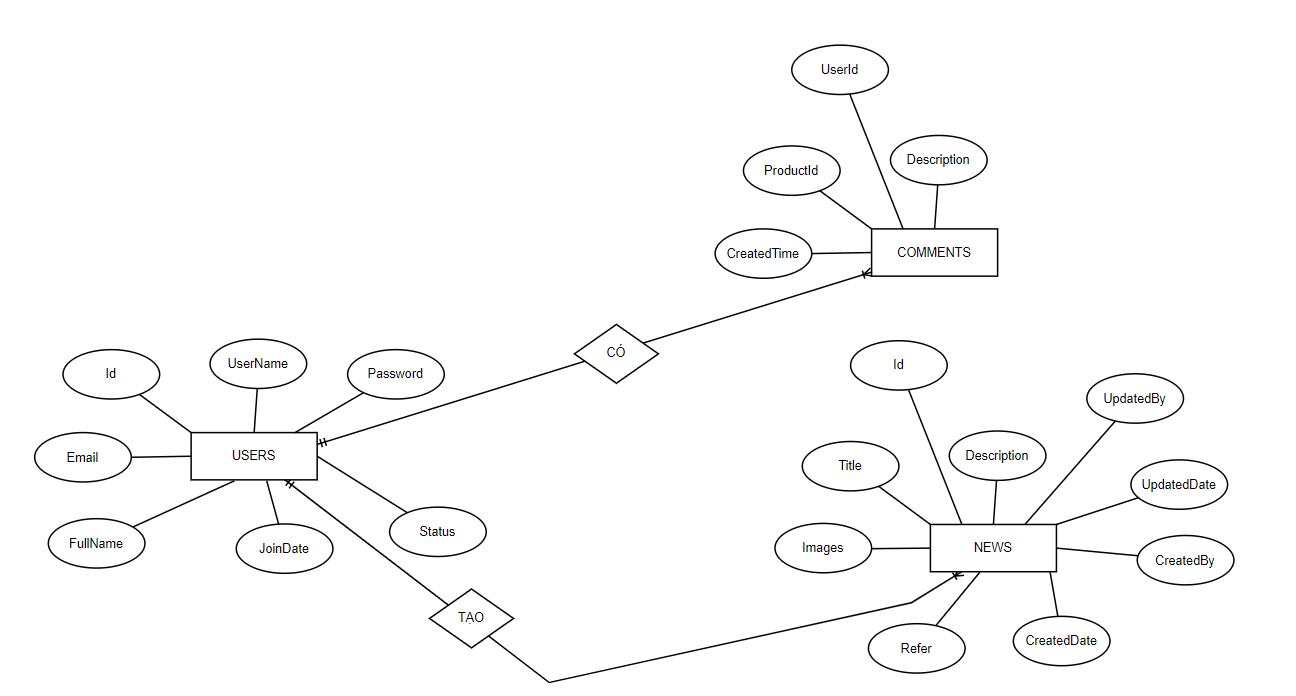 UserId
Description
ProductId
CreatedTime
COMMENTS
CÓ
Id
UserName
Password
Email
USERS
FullName
JoinDate
Status
TẠO
Id
UpdatedBy
Title
Description
UpdatedDate
Images
NEWS
CreatedBy
Refer
CreatedDate